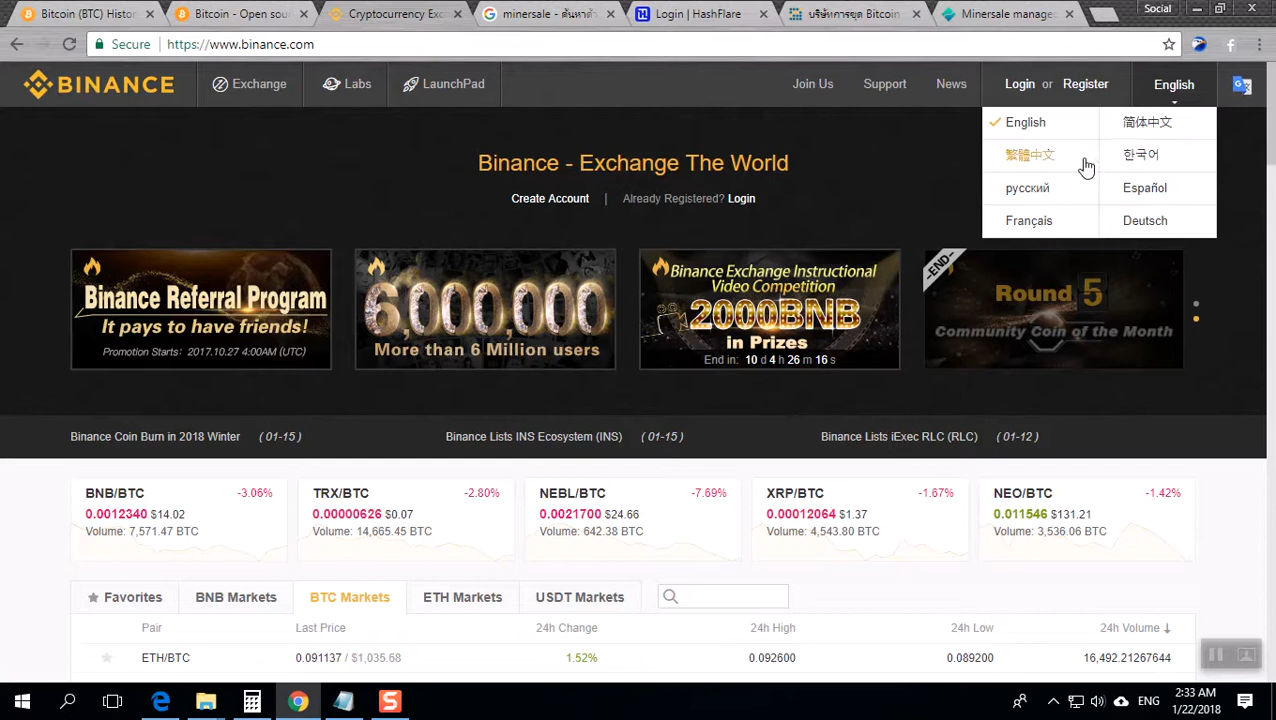 Bitcoin (BTC) Histor
Bitcoin - Open sou
Cryptocurrency Exc
minersale - ค้นหาด้
Login | HashFlare
บริษัทการขุด Bitcoin
Minersale manage
Social
Secure
https://www.binance.com
BINANCE
Exchange
Labs
LaunchPad
Join Us
Support
News
Login or Register
English
English
简体中文
繁體中文
한국어
русский
Español
Français
Deutsch
Binance - Exchange The World
Create Account | Already Registered? Login
Binance Referral Program
It pays to have friends!
Promotion Starts: 2017.10.27 4:00AM (UTC)
6,000,000
More than 6 Million users
Binance Exchange Instructional
Video Competition
2000BNB
in Prizes
End in: 10 d 4 h 26 m 16 s
-END-
Round 5
Community Coin of the Month
Binance Coin Burn in 2018 Winter ( 01-15 )
Binance Lists INS Ecosystem (INS) ( 01-15 )
Binance Lists iExec RLC (RLC) ( 01-12 )
BNB/BTC -3.06%
0.0012340 $14.02
Volume: 7,571.47 BTC
TRX/BTC -2.80%
0.00000626 $0.07
Volume: 14,665.45 BTC
NEBL/BTC -7.69%
0.0021700 $24.66
Volume: 642.38 BTC
XRP/BTC -1.67%
0.00012064 $1.37
Volume: 4,543.80 BTC
NEO/BTC -1.42%
0.011546 $131.21
Volume: 3,536.06 BTC
Favorites
BNB Markets
BTC Markets
ETH Markets
USDT Markets
Pair Last Price 24h Change 24h High 24h Low 24h Volume
ETH/BTC 0.091137 / $1,035.68 1.52% 0.092600 0.089200 16,492.21267644
ENG
2:33 AM
1/22/2018